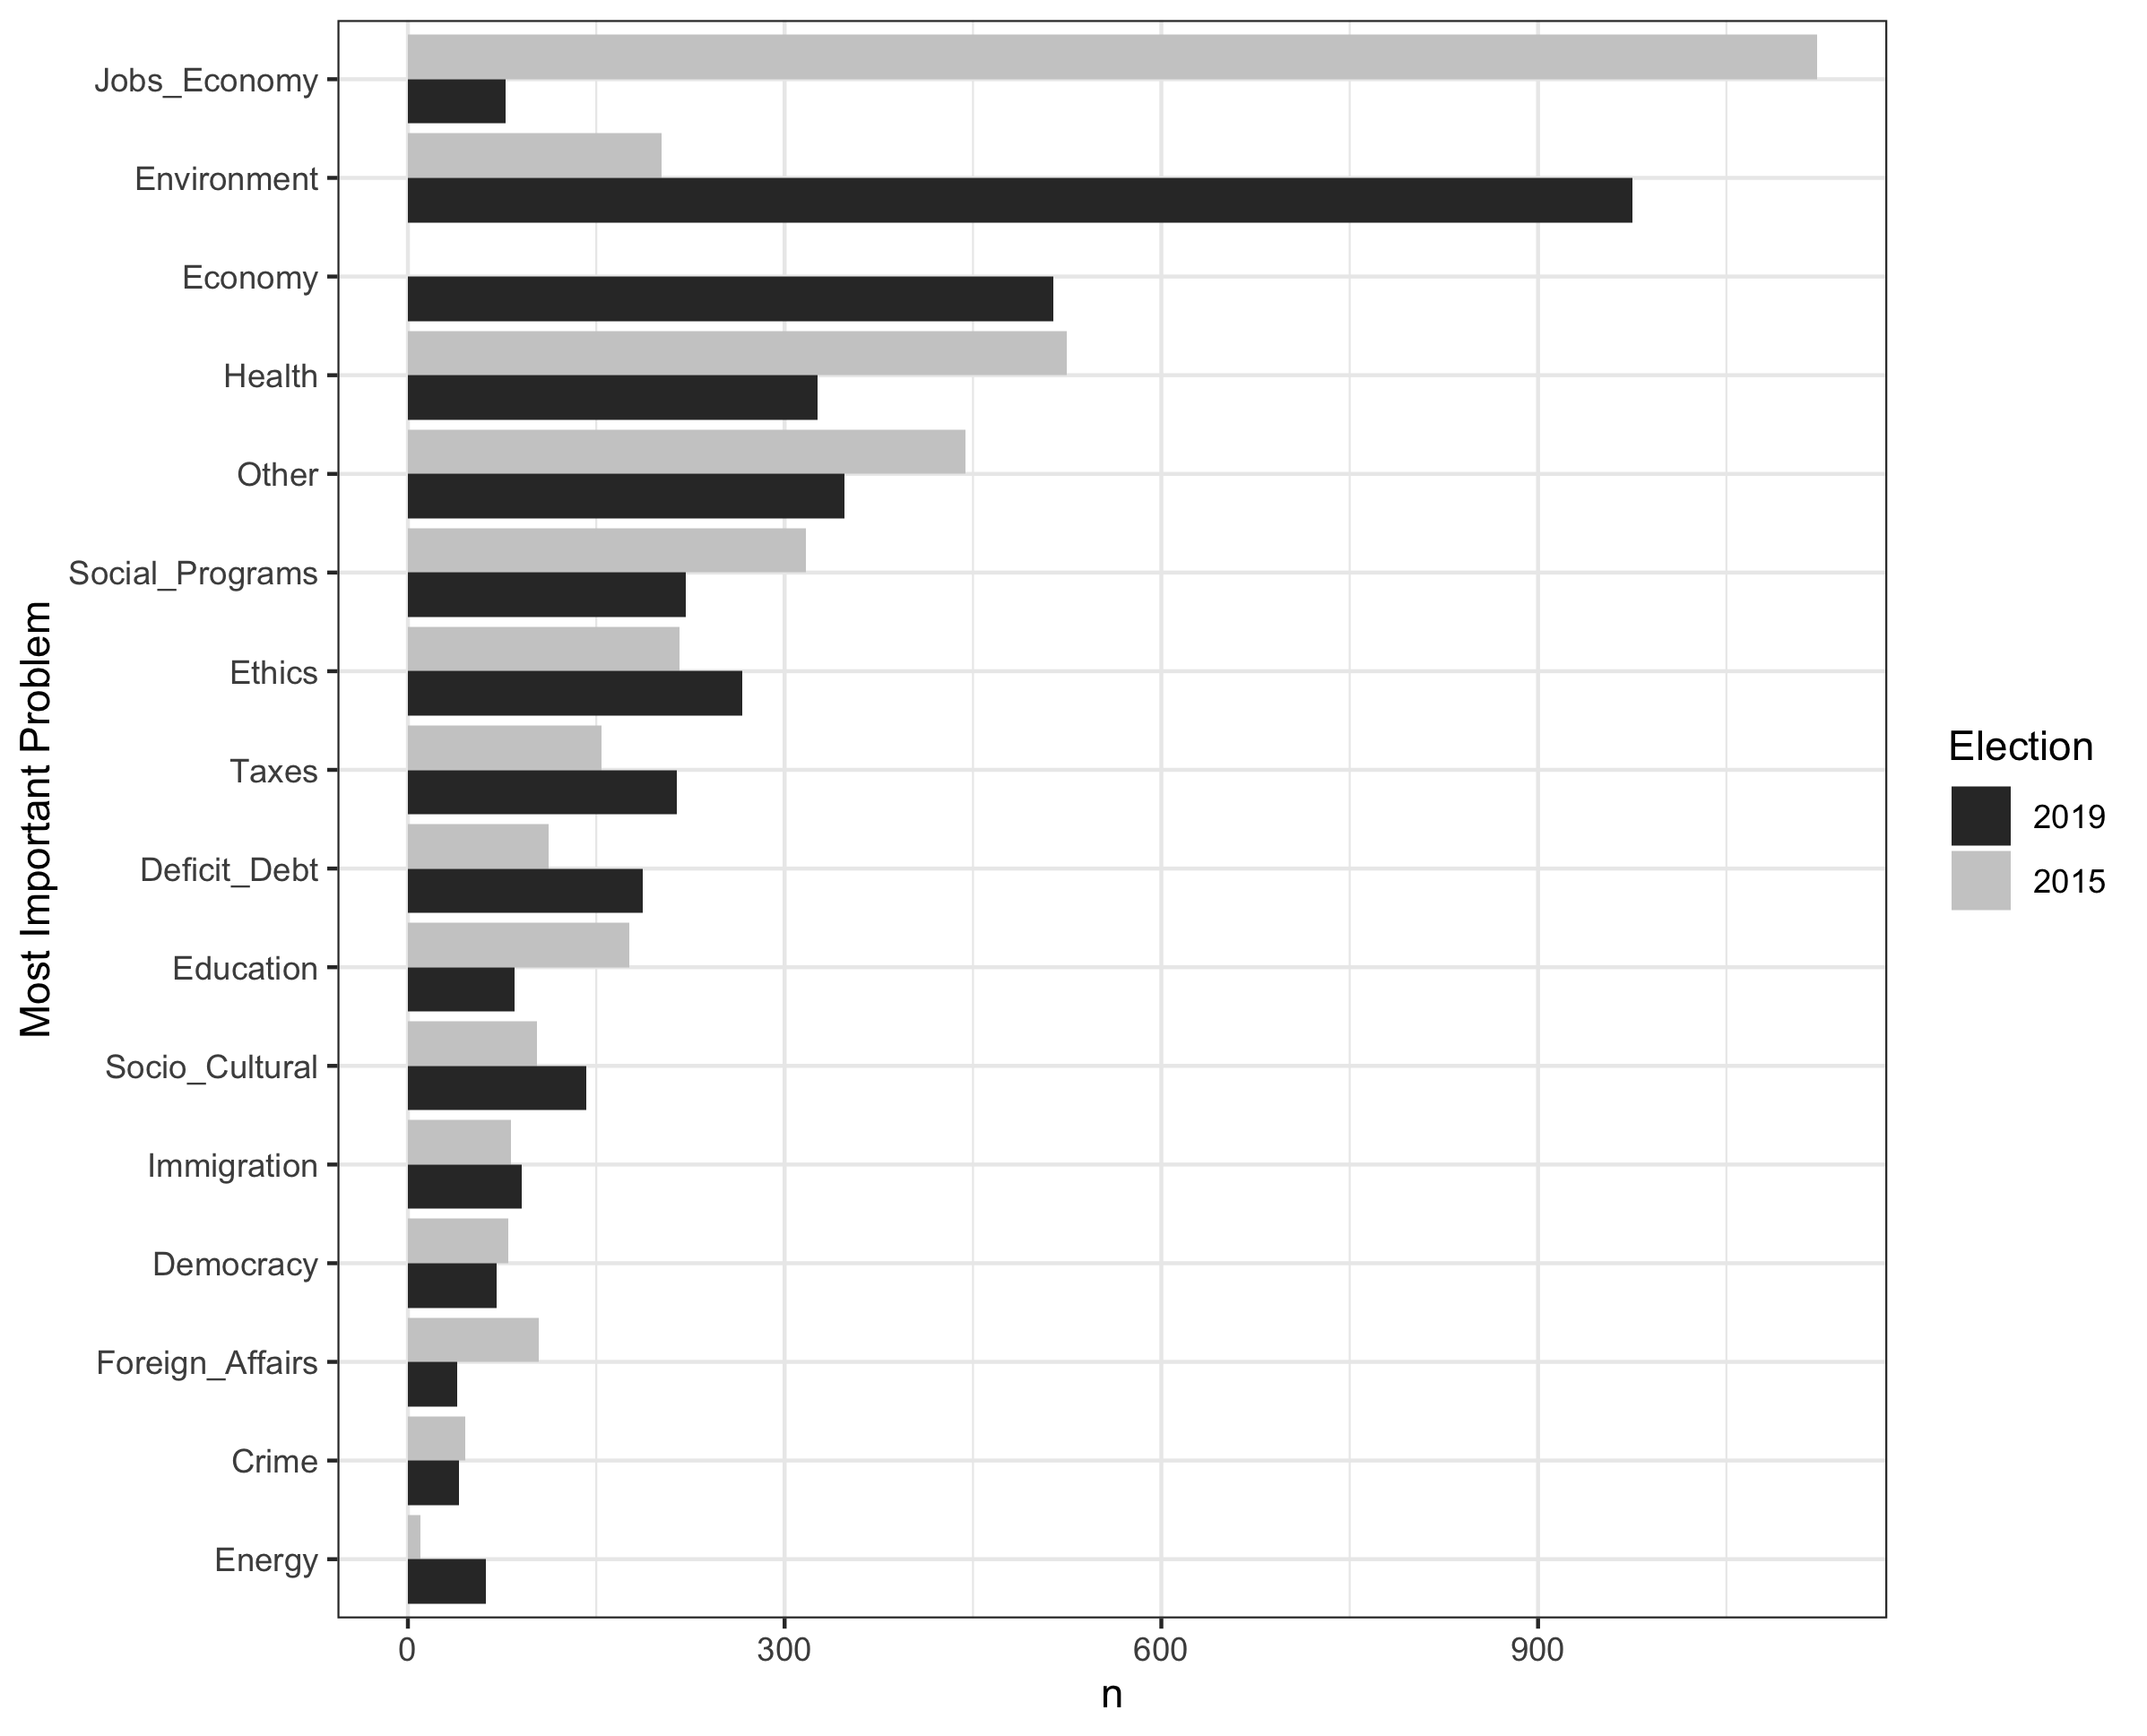 Most Important Problem
Jobs_Economy
Environment
Economy
Health
Other
Social_Programs
Ethics
Taxes
Deficit_Debt
Education
Socio_Cultural
Immigration
Democracy
Foreign_Affairs
Crime
Energy
0 300 600 900
n
Election
2019
2015